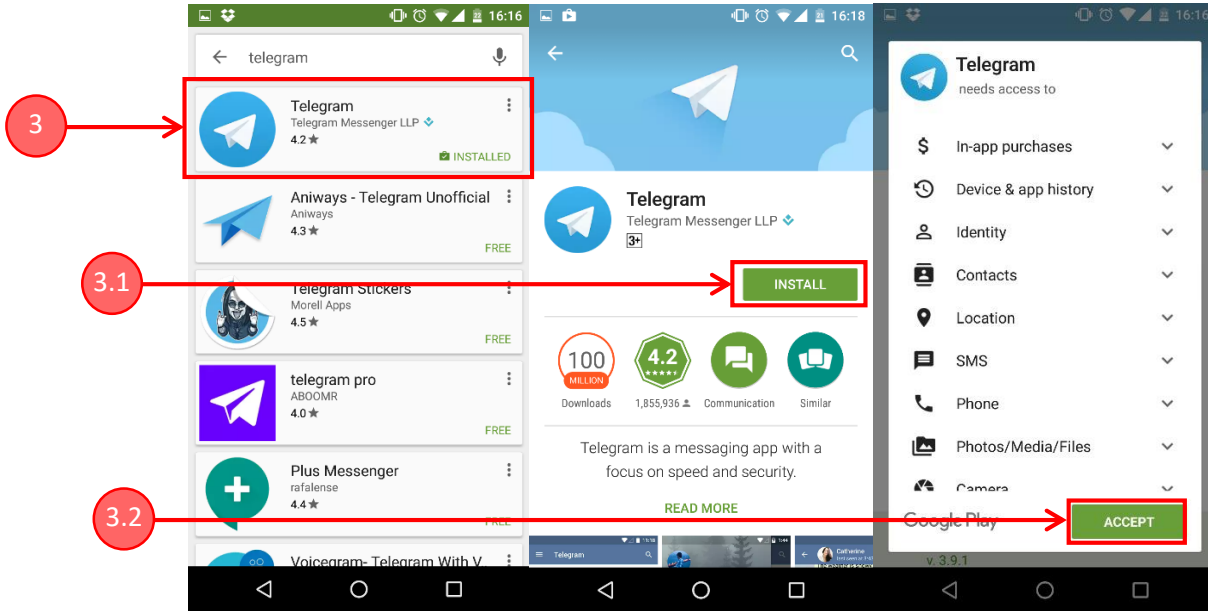 3
3.1
3.2
16:16
telegram
Telegram
Telegram Messenger LLP
4.2★
INSTALLED
Aniways - Telegram Unofficial
Aniways
4.3★
FREE
Telegram Stickers
Morell Apps
4.5★
FREE
telegram pro
ABOOMR
4.0★
FREE
Plus Messenger
rafalense
4.4★
FREE
Voicegram- Telegram With V
16:18
Telegram
Telegram Messenger LLP
3+
INSTALL
100
MILLION
Downloads
4.2
1,855,936
Communication
Similar
Telegram is a messaging app with a
focus on speed and security.
READ MORE
Telegram
Catherine
16:16
Telegram
needs access to
In-app purchases
Device & app history
Identity
Contacts
Location
SMS
Phone
Photos/Media/Files
Camera
Google Play
ACCEPT
v. 3.9.1